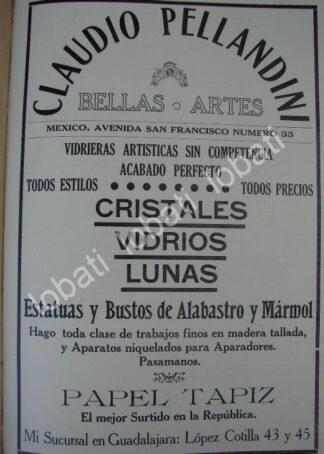 CLAUDIO PELLANDINI
BELLAS ARTES
MEXICO. AVENIDA SAN FRANCISCO NUMERO 33
VIDRIERAS ARTISTICAS SIN COMPETENCIA
ACABADO PERFECTO
TODOS ESTILOS TODOS PRECIOS
CRISTALES
VIDRIOS
LUNAS
Estatuas y Bustos de Alabastro y Mármol
Hago toda clase de trabajos finos en madera tallada,
y Aparatos niquelados para Aparadores.
Pasamanos.
PAPEL TAPIZ
El mejor Surtido en la República.
Mi Sucursal en Guadalajara: López Cotilla 43 y 45
lobati lobati lobati